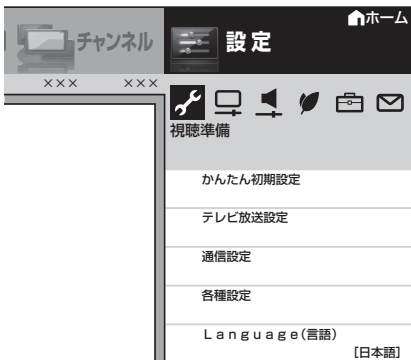 ホーム
チャンネル
設定
××× ×××
視聴準備
かんたん初期設定
テレビ放送設定
通信設定
各種設定
Ｌａｎｇｕａｇｅ(言語)
[日本語]